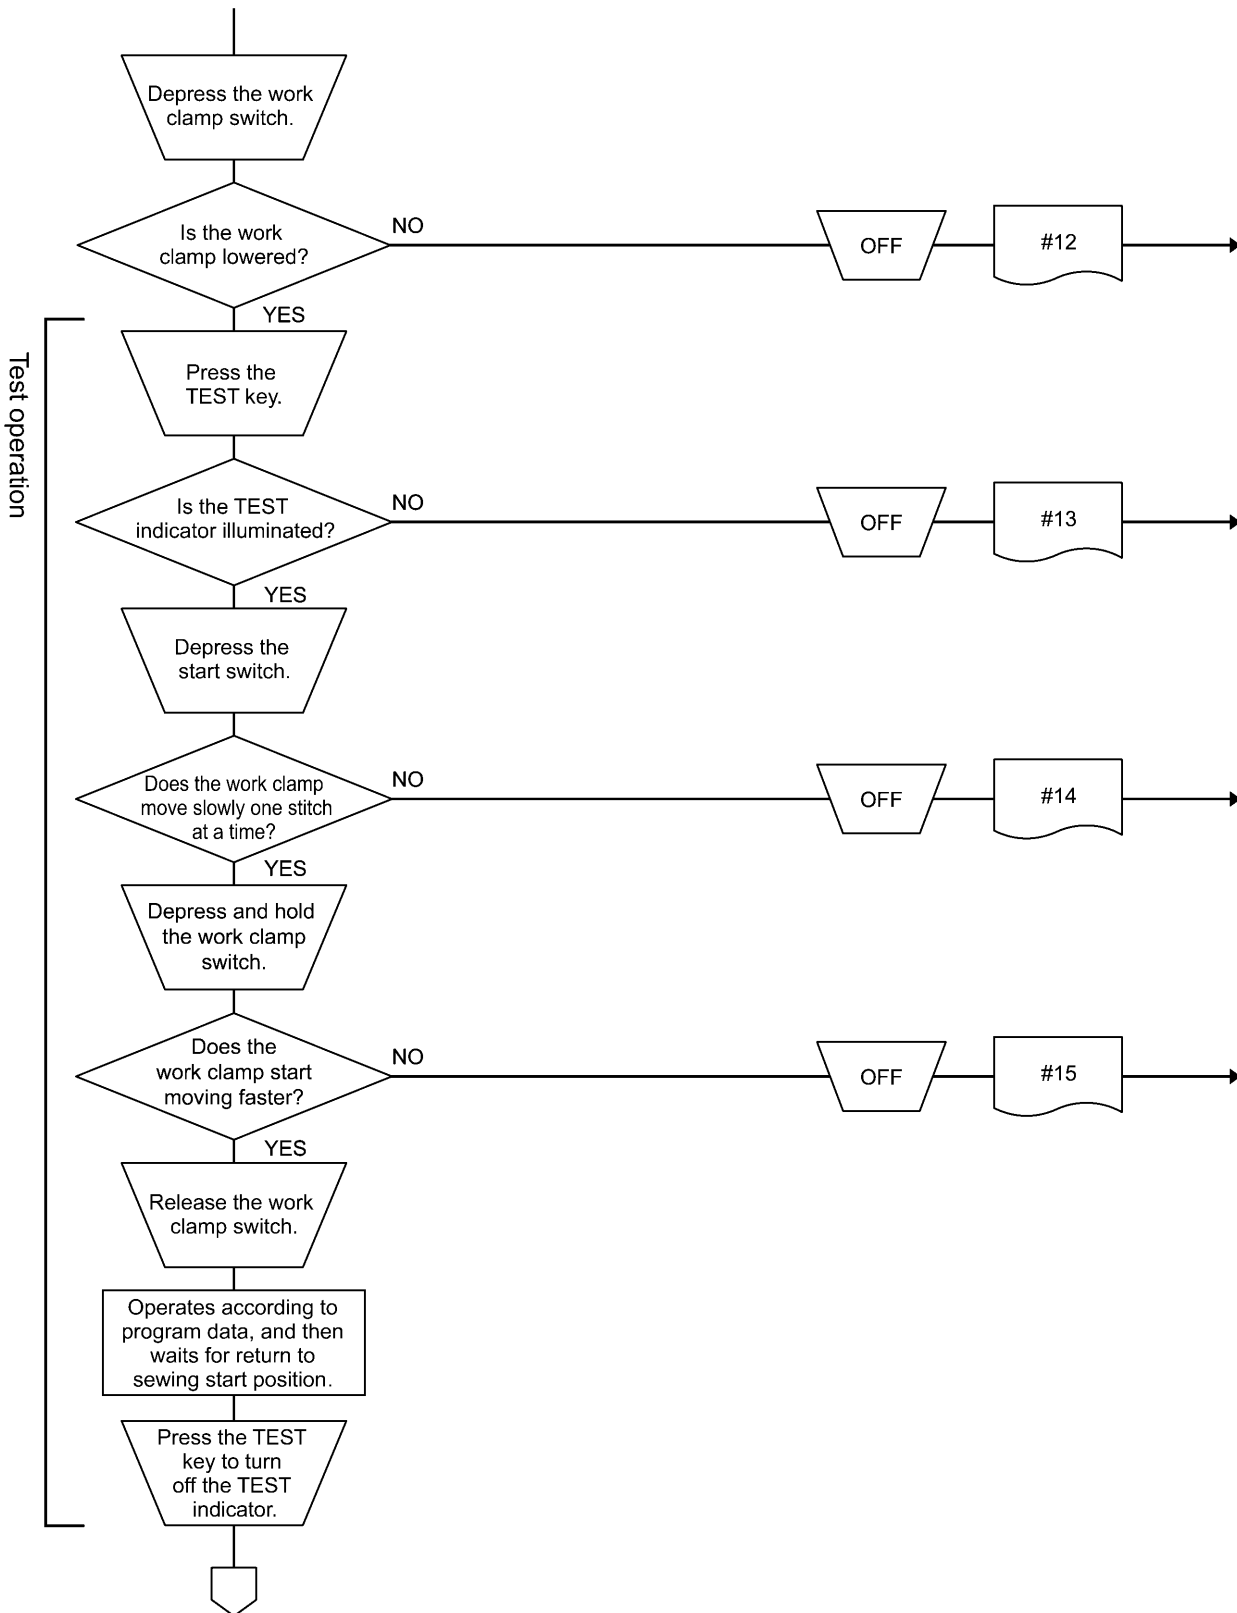 Depress the work
clamp switch.
Is the work
clamp lowered?
NO
OFF
#12
YES
Test operation
Press the
TEST key.
Is the TEST
indicator illuminated?
NO
OFF
#13
YES
Depress the
start switch.
Does the work clamp
move slowly one stitch
at a time?
NO
OFF
#14
YES
Depress and hold
the work clamp
switch.
Does the
work clamp start
moving faster?
NO
OFF
#15
YES
Release the work
clamp switch.
Operates according to
program data, and then
waits for return to
sewing start position.
Press the TEST
key to turn
off the TEST
indicator.